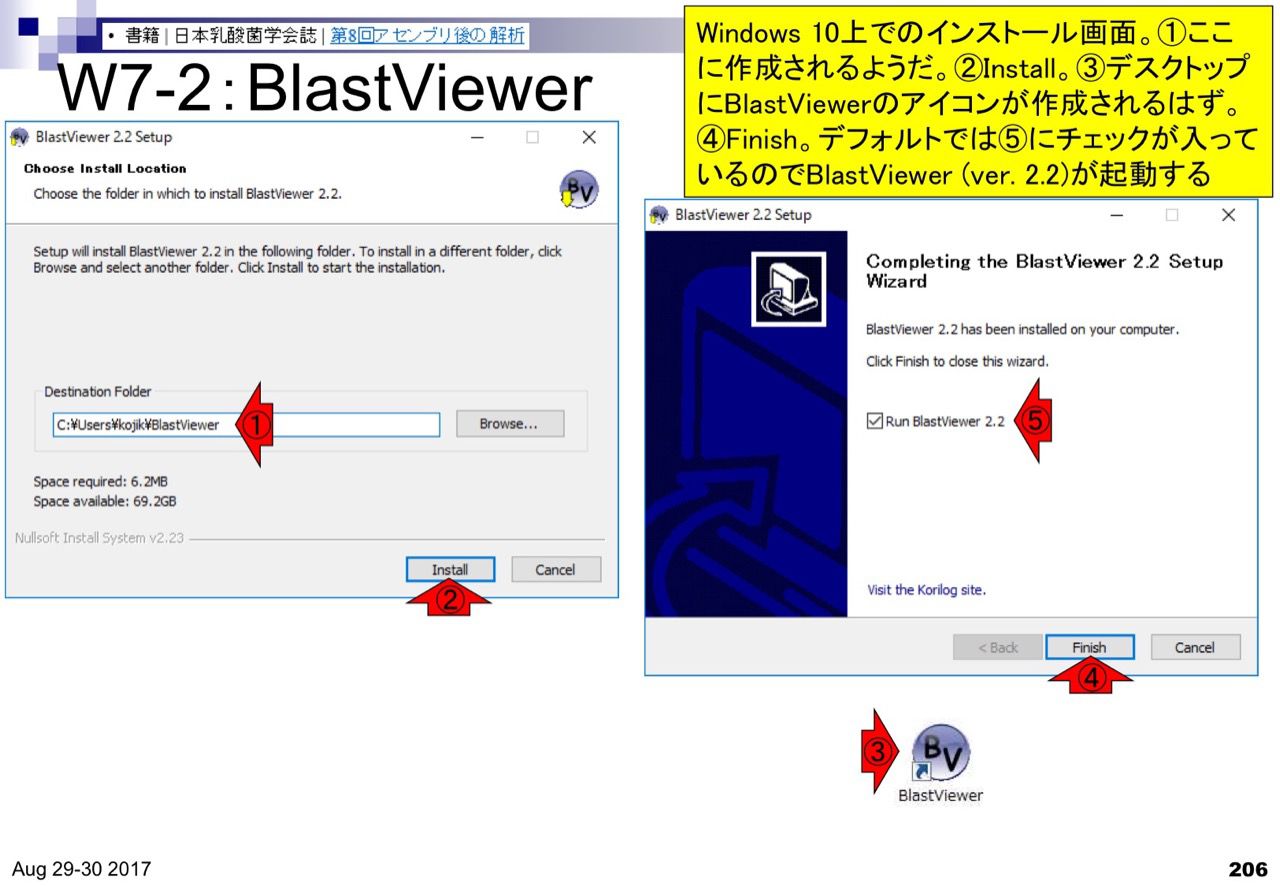 • 書籍 | 日本乳酸菌学会誌 | 第8回アセンブリ後の解析
W7-2：BlastViewer
Windows 10上でのインストール画面。①ここ
に作成されるようだ。②Install。③デスクトップ
にBlastViewerのアイコンが作成されるはず。
④Finish。デフォルトでは⑤にチェックが入って
いるのでBlastViewer (ver. 2.2)が起動する
BlastViewer 2.2 Setup
Choose Install Location
Choose the folder in which to install BlastViewer 2.2.
BV
Setup will install BlastViewer 2.2 in the following folder. To install in a different folder, click
Browse and select another folder. Click Install to start the installation.
Destination Folder
C:¥Users¥kojik¥BlastViewer
①
Browse...
Space required: 6.2MB
Space available: 69.2GB
Nullsoft Install System v2.23
Install
Cancel
②
BlastViewer 2.2 Setup
Completing the BlastViewer 2.2 Setup
Wizard
BlastViewer 2.2 has been installed on your computer.
Click Finish to close this wizard.
Run BlastViewer 2.2
⑤
Visit the Korilog site.
< Back
Finish
Cancel
④
③
BV
BlastViewer
Aug 29-30 2017
206